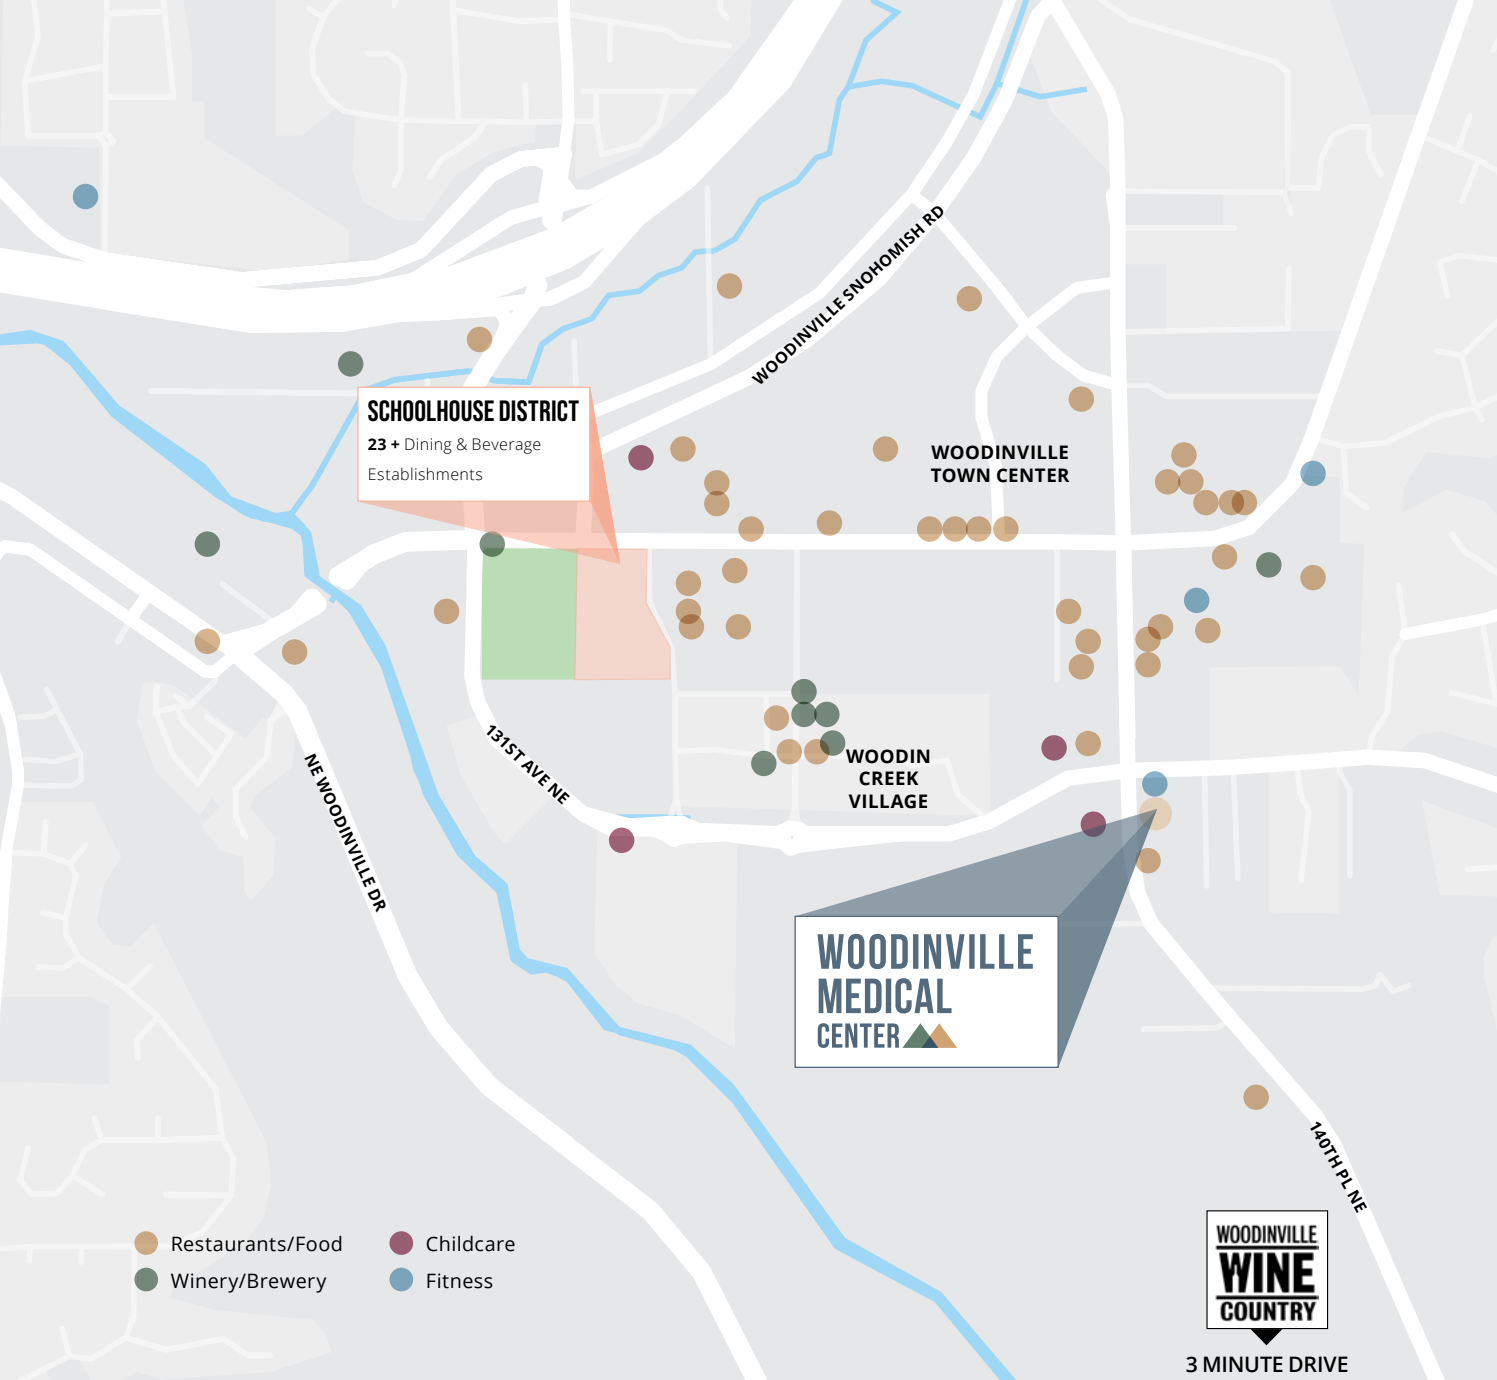 WOODINVILLE SNOHOMISH RD
SCHOOLHOUSE DISTRICT
23 + Dining & Beverage
Establishments
WOODINVILLE
TOWN CENTER
131ST AVE NE
NE WOODINVILLE DR
WOODIN
CREEK
VILLAGE
WOODINVILLE
MEDICAL
CENTER
140TH PL NE
Restaurants/Food
Winery/Brewery
Childcare
Fitness
WOODINVILLE
WINE
COUNTRY
3 MINUTE DRIVE